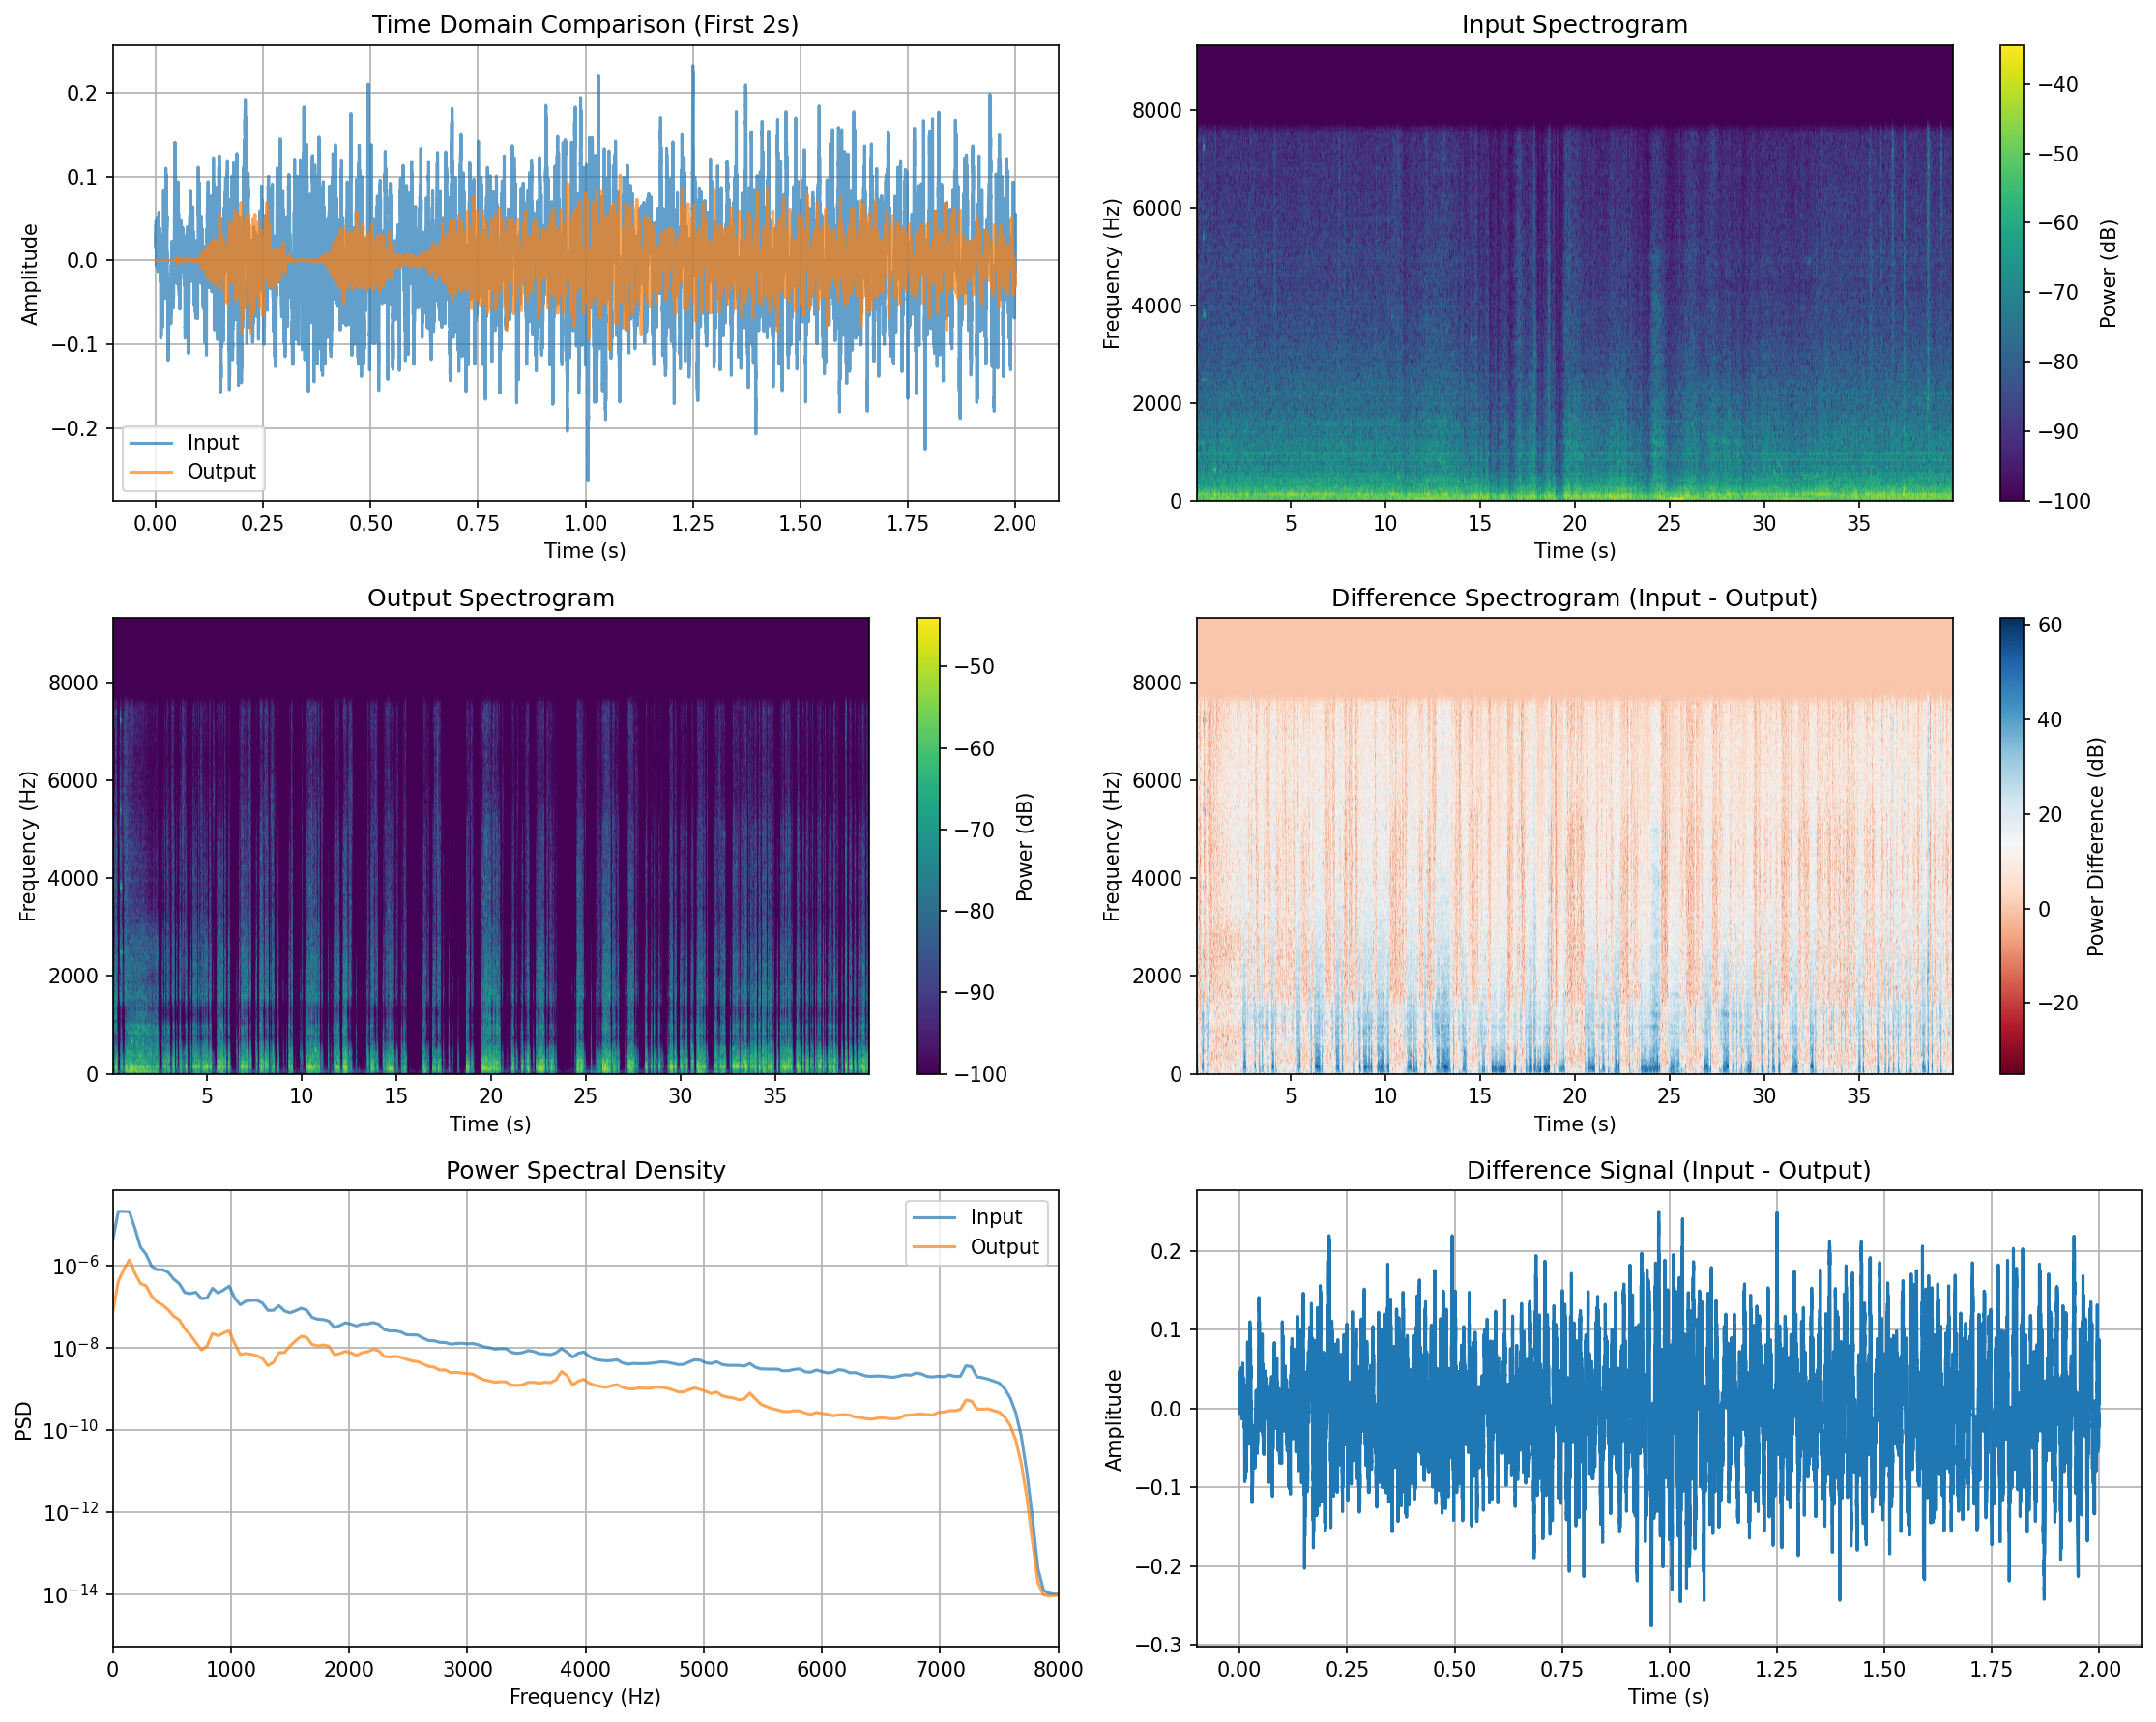 Time Domain Comparison (First 2s)
Amplitude
0.2
0.1
0.0
−0.1
−0.2
Input
Output
0.00 0.25 0.50 0.75 1.00 1.25 1.50 1.75 2.00
Time (s)
Input Spectrogram
Frequency (Hz)
8000
6000
4000
2000
0
5 10 15 20 25 30 35
Time (s)
−40
−50
−60
−70
−80
−90
−100
Power (dB)
Output Spectrogram
Frequency (Hz)
8000
6000
4000
2000
0
5 10 15 20 25 30 35
Time (s)
−50
−60
−70
−80
−90
−100
Power (dB)
Difference Spectrogram (Input - Output)
Frequency (Hz)
8000
6000
4000
2000
0
5 10 15 20 25 30 35
Time (s)
60
40
20
0
−20
Power Difference (dB)
Power Spectral Density
PSD
10⁻⁶
10⁻⁸
10⁻¹⁰
10⁻¹²
10⁻¹⁴
Input
Output
0 1000 2000 3000 4000 5000 6000 7000 8000
Frequency (Hz)
Difference Signal (Input - Output)
Amplitude
0.2
0.1
0.0
−0.1
−0.2
−0.3
0.00 0.25 0.50 0.75 1.00 1.25 1.50 1.75 2.00
Time (s)